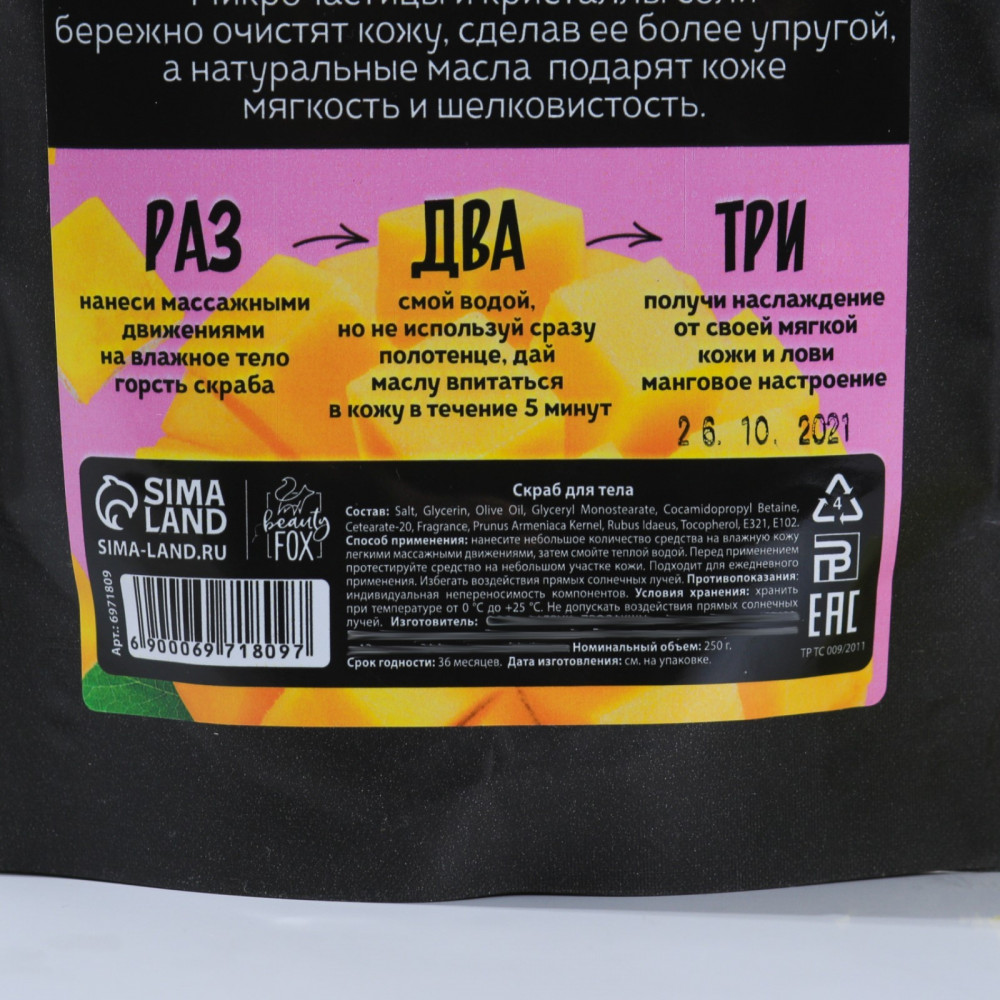 Микрочастицы и кристаллы соли
бережно очистят кожу, сделав ее более упругой,
а натуральные масла подарят коже
мягкость и шелковистость.
РАЗ
нанеси массажными
движениями
на влажное тело
горсть скраба
ДВА
смой водой,
но не используй сразу
полотенце, дай
маслу впитаться
в кожу в течение 5 минут
ТРИ
получи наслаждение
от своей мягкой
кожи и лови
манговое настроение
26. 10. 2021
SIMA
LAND
SIMA-LAND.RU
beauty
FOX
Арт.: 6971809
6 900069 718097
Скраб для тела
Состав: Salt, Glycerin, Olive Oil, Glyceryl Monostearate, Cocamidopropyl Betaine,
Cetearate-20, Fragrance, Prunus Armeniaca Kernel, Rubus Idaeus, Tocopherol, E321, E102.
Способ применения: нанесите небольшое количество средства на влажную кожу
легкими массажными движениями, затем смойте теплой водой. Перед применением
протестируйте средство на небольшом участке кожи. Подходит для ежедневного
применения. Избегать воздействия прямых солнечных лучей. Противопоказания:
индивидуальная непереносимость компонентов. Условия хранения: хранить
при температуре от 0 °C до +25 °C. Не допускать воздействия прямых солнечных
лучей. Изготовитель:
Номинальный объем: 250 г.
Срок годности: 36 месяцев. Дата изготовления: см. на упаковке.
4
EAC
ТР ТС 009/2011